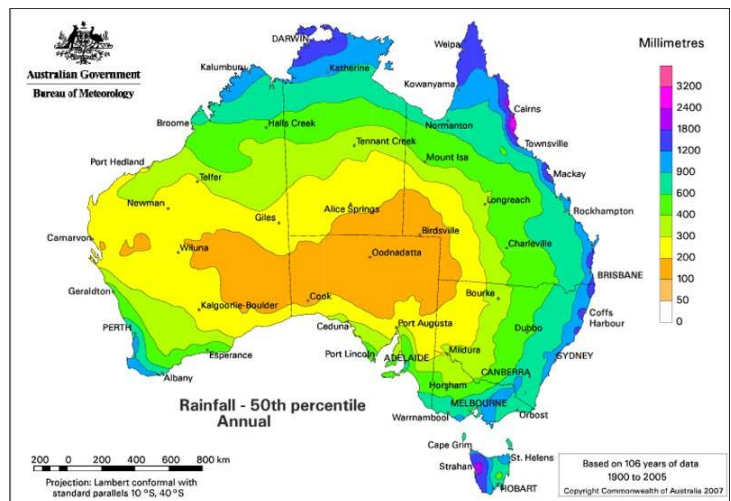 Australian Government
Bureau of Meteorology
Millimetres
3200
2400
1800
1200
900
600
400
300
200
100
50
0
DARWIN
Weipa
Kalumburu
Katherine
Kowanyama
Cairns
Broome
Halls Creek
Normanton
Townsville
Tennant Creek
Port Hedland
Mount Isa
Mackay
Telfer
Newman
Alice Springs
Longreach
Rockhampton
Giles
Birdsville
Carnarvon
Wiluna
Oodnadatta
Charleville
BRISBANE
Geraldton
Bourke
Kalgoorlie-Boulder
Cook
Coffs
Harbour
PERTH
Ceduna
Port Augusta
Dubbo
Esperance
Port Lincoln
ADELAIDE
Mildura
SYDNEY
Albany
CANBERRA
Horsham
MELBOURNE
Warrnambool
Orbost
Rainfall - 50th percentile
Annual
Cape Grim
St. Helens
Strahan
HOBART
200 0 200 400 600 800 km
Projection: Lambert conformal with
standard parallels 10 °S, 40 °S
Based on 106 years of data
1900 to 2005
Copyright Commonwealth of Australia 2007